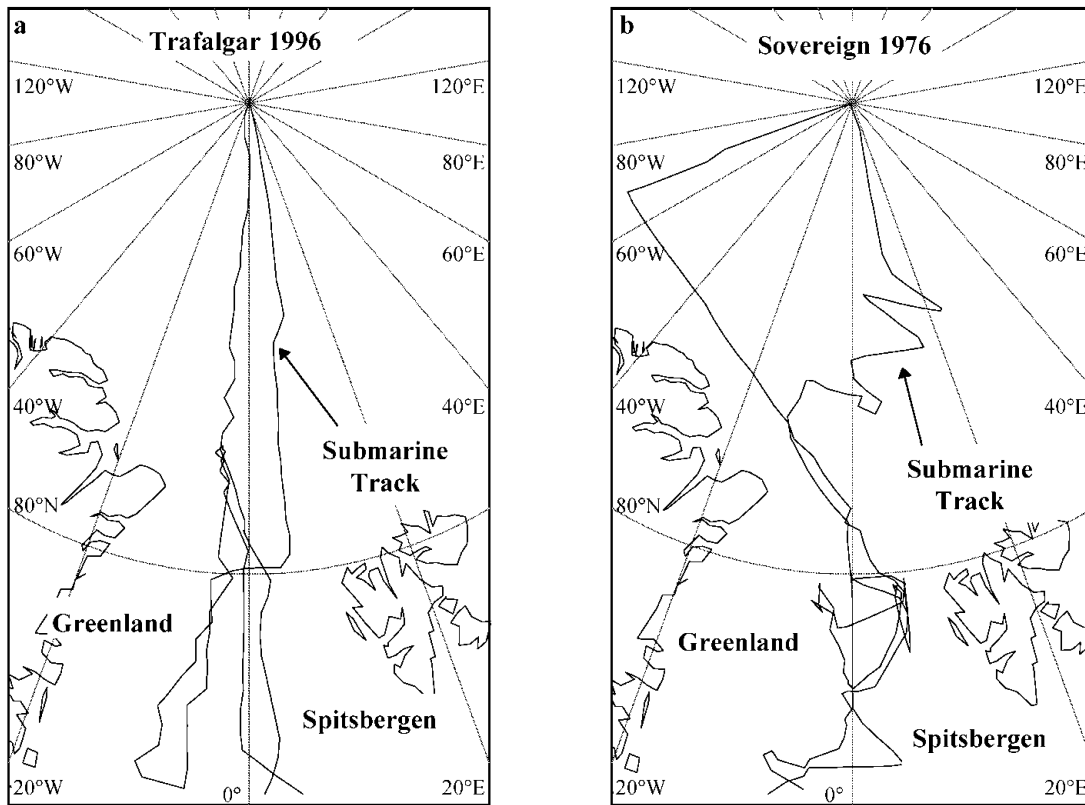 a
Trafalgar 1996
120°W
120°E
80°W
80°E
60°W
60°E
40°W
40°E
Submarine
Track
80°N
Greenland
Spitsbergen
20°W
0°
20°E
b
Sovereign 1976
120°W
120°E
80°W
80°E
60°W
60°E
40°W
40°E
Submarine
Track
80°N
Greenland
Spitsbergen
20°W
0°
20°E